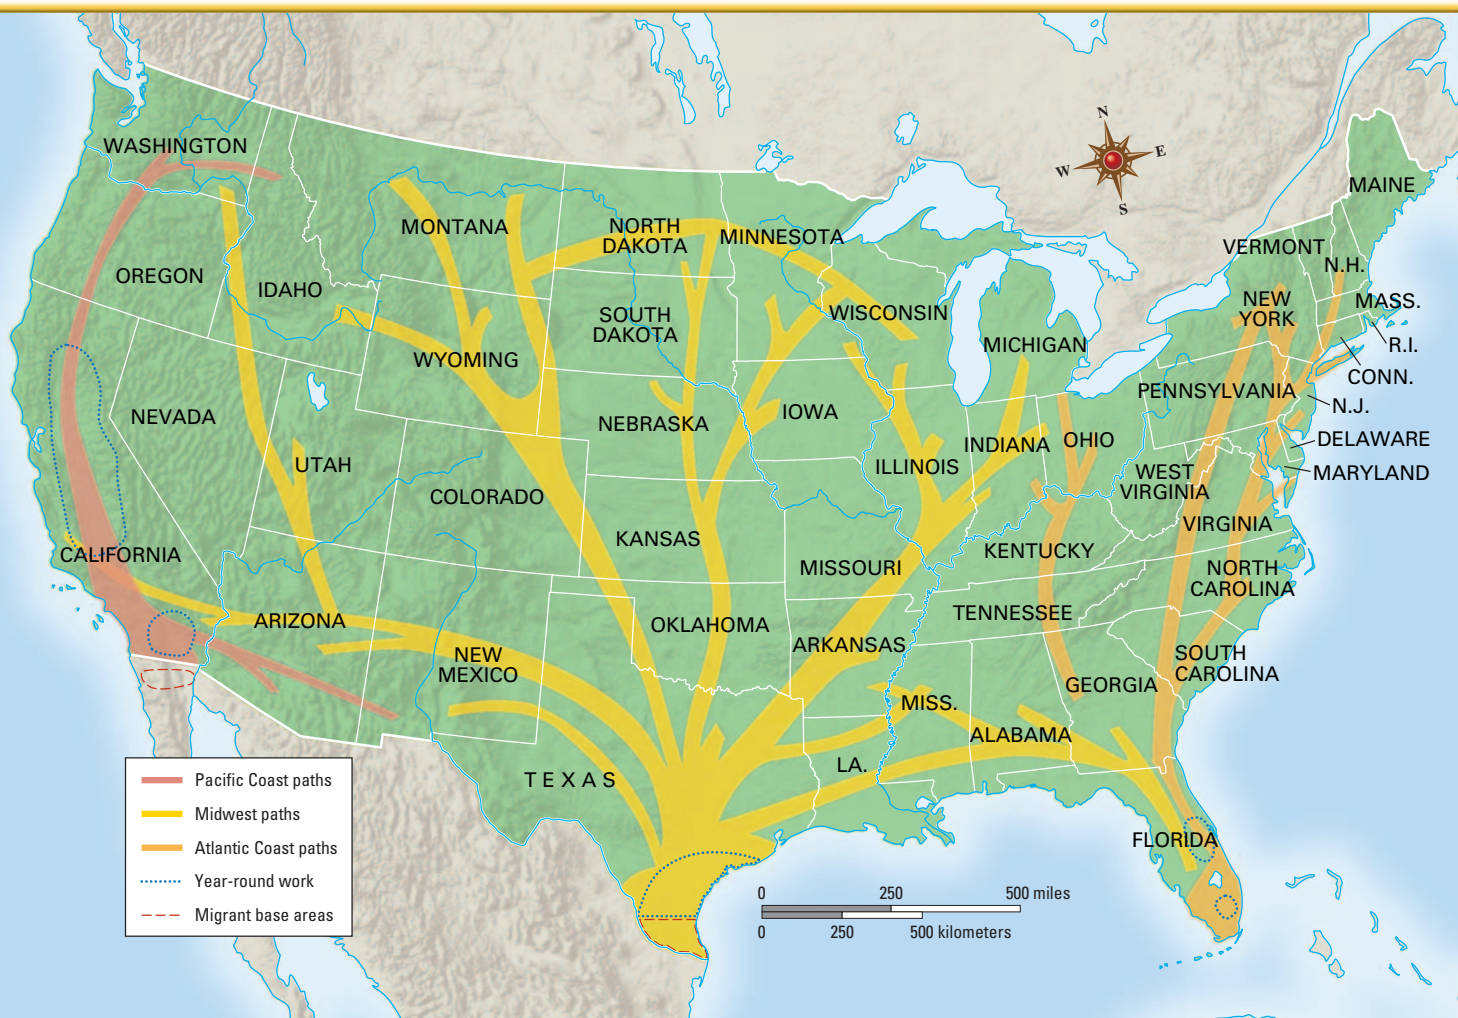 N
W
E
S
WASHINGTON
MONTANA
NORTH
DAKOTA
MINNESOTA
MAINE
VERMONT
N.H.
OREGON
IDAHO
SOUTH
DAKOTA
WISCONSIN
MICHIGAN
NEW
YORK
MASS.
R.I.
CONN.
WYOMING
NEVADA
NEBRASKA
IOWA
PENNSYLVANIA
N.J.
DELAWARE
MARYLAND
UTAH
COLORADO
ILLINOIS
INDIANA
OHIO
WEST
VIRGINIA
VIRGINIA
CALIFORNIA
KANSAS
MISSOURI
KENTUCKY
NORTH
CAROLINA
ARIZONA
NEW
MEXICO
OKLAHOMA
ARKANSAS
TENNESSEE
SOUTH
CAROLINA
GEORGIA
MISS.
ALABAMA
TEXAS
LA.
FLORIDA
Pacific Coast paths
Midwest paths
Atlantic Coast paths
Year-round work
Migrant base areas
0 250 500 miles
0 250 500 kilometers